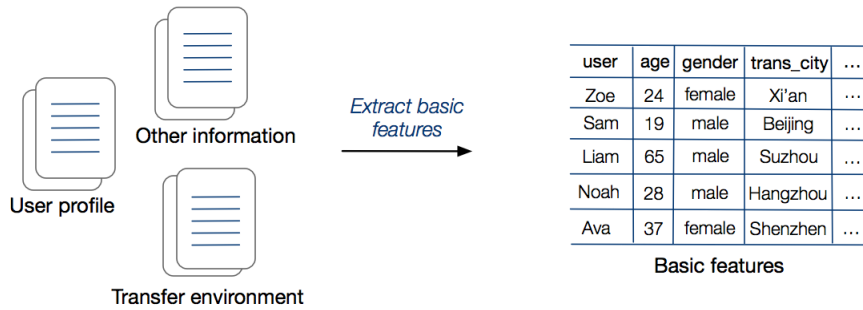 Other information
User profile
Transfer environment
Extract basic
features
user age gender trans_city ...
Zoe 24 female Xi'an ...
Sam 19 male Beijing ...
Liam 65 male Suzhou ...
Noah 28 male Hangzhou ...
Ava 37 female Shenzhen ...
Basic features